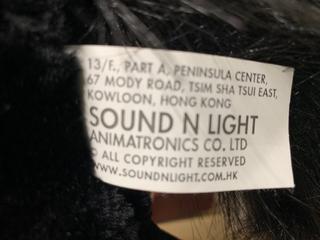 13/F., PART A, PENINSULA CENTER,
67 MODY ROAD, TSIM SHA TSUI EAST,
KOWLOON, HONG KONG
SOUND N LIGHT
ANIMATRONICS CO. LTD
© ALL COPYRIGHT RESERVED
WWW.SOUNDNLIGHT.COM.HK